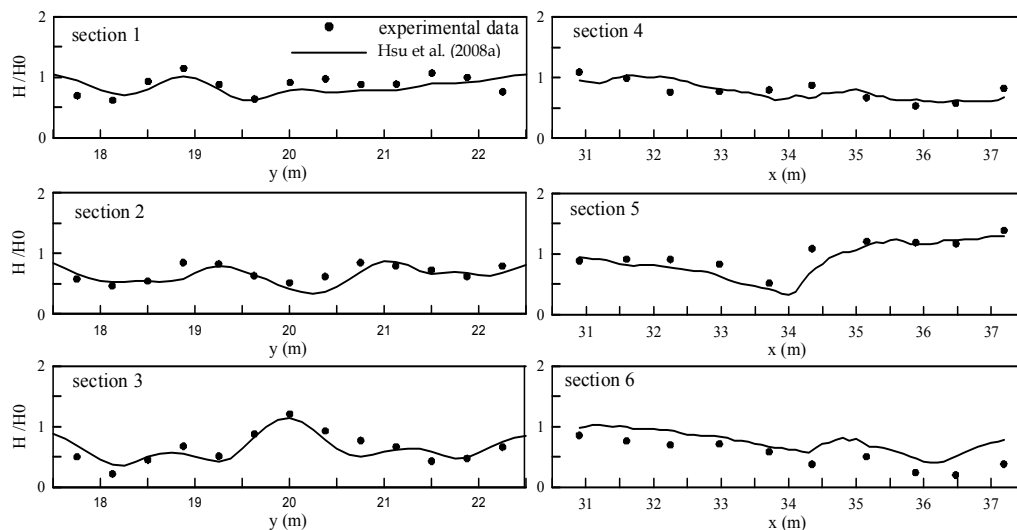 2
section 1
experimental data
Hsu et al. (2008a)
H /H0
1
0
18 19 20 21 22
y (m)
2
section 4
1
0
31 32 33 34 35 36 37
x (m)
2
section 2
H /H0
1
0
18 19 20 21 22
y (m)
2
section 5
1
0
31 32 33 34 35 36 37
x (m)
2
section 3
H /H0
1
0
18 19 20 21 22
y (m)
2
section 6
1
0
31 32 33 34 35 36 37
x (m)